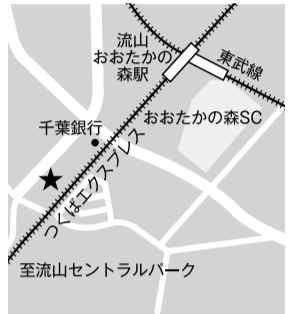 流山
おおたかの
森駅
東武線
おおたかの森SC
千葉銀行
つくばエクスプレス
至流山セントラルパーク